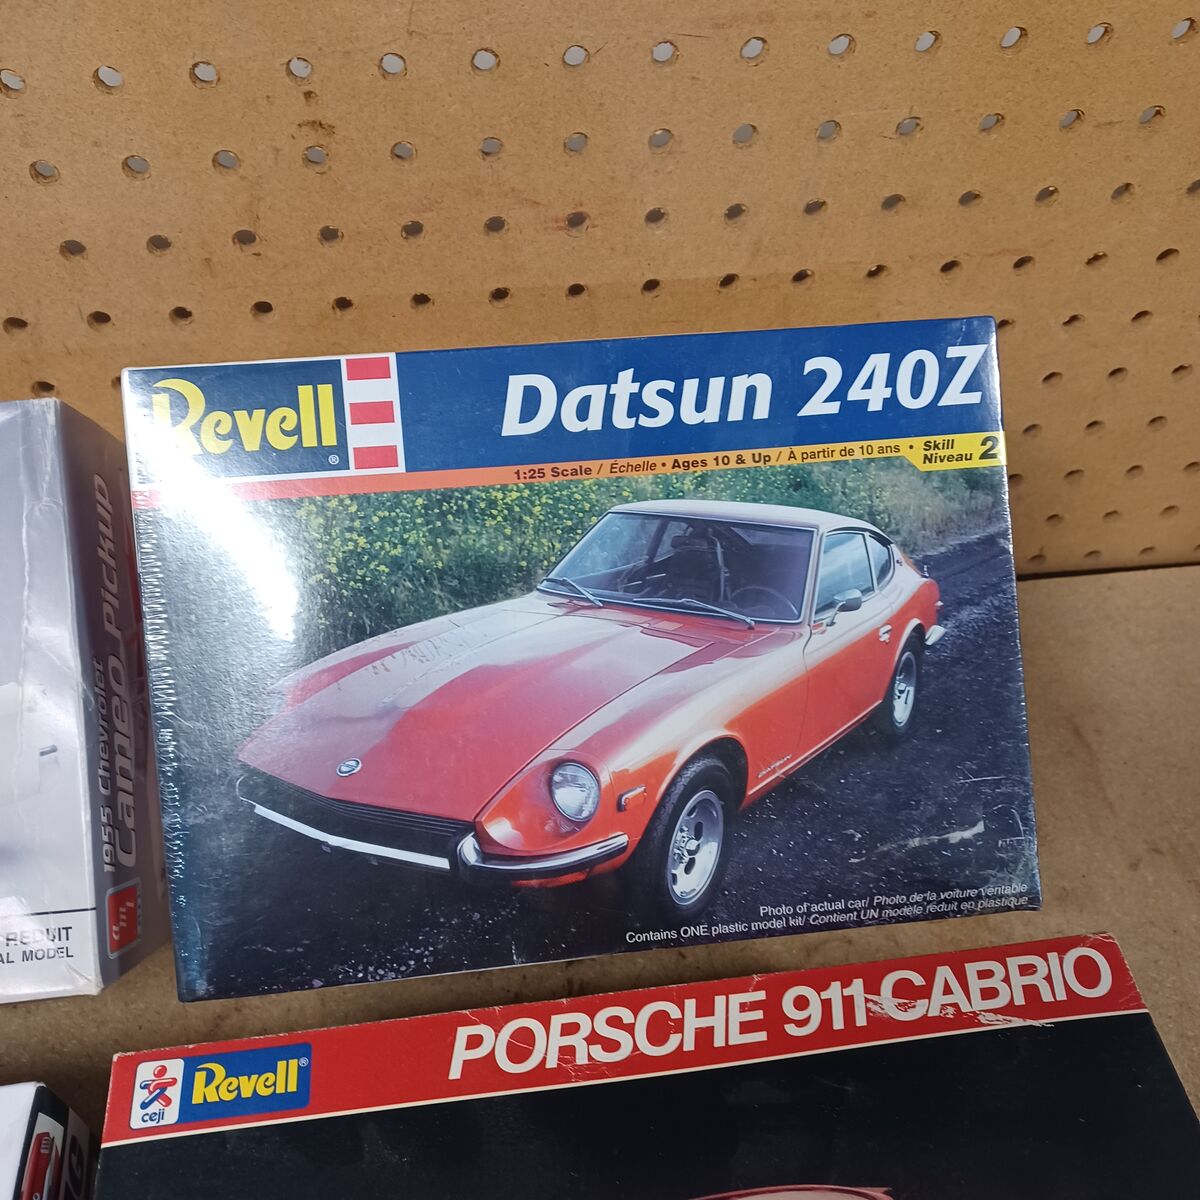 Revell®
Datsun 240Z
1:25 Scale / Échelle • Ages 10 & Up / À partir de 10 ans • Skill
Niveau 2
DATSUN
Photo of actual car/ Photo de la voiture véritable
Contains ONE plastic model kit/ Contient UN modèle réduit en plastique
1955 Chevrolet
Cameo Pickup
amt
REDUIT
AL MODEL
PORSCHE 911 CABRIO
ceji
Revell®